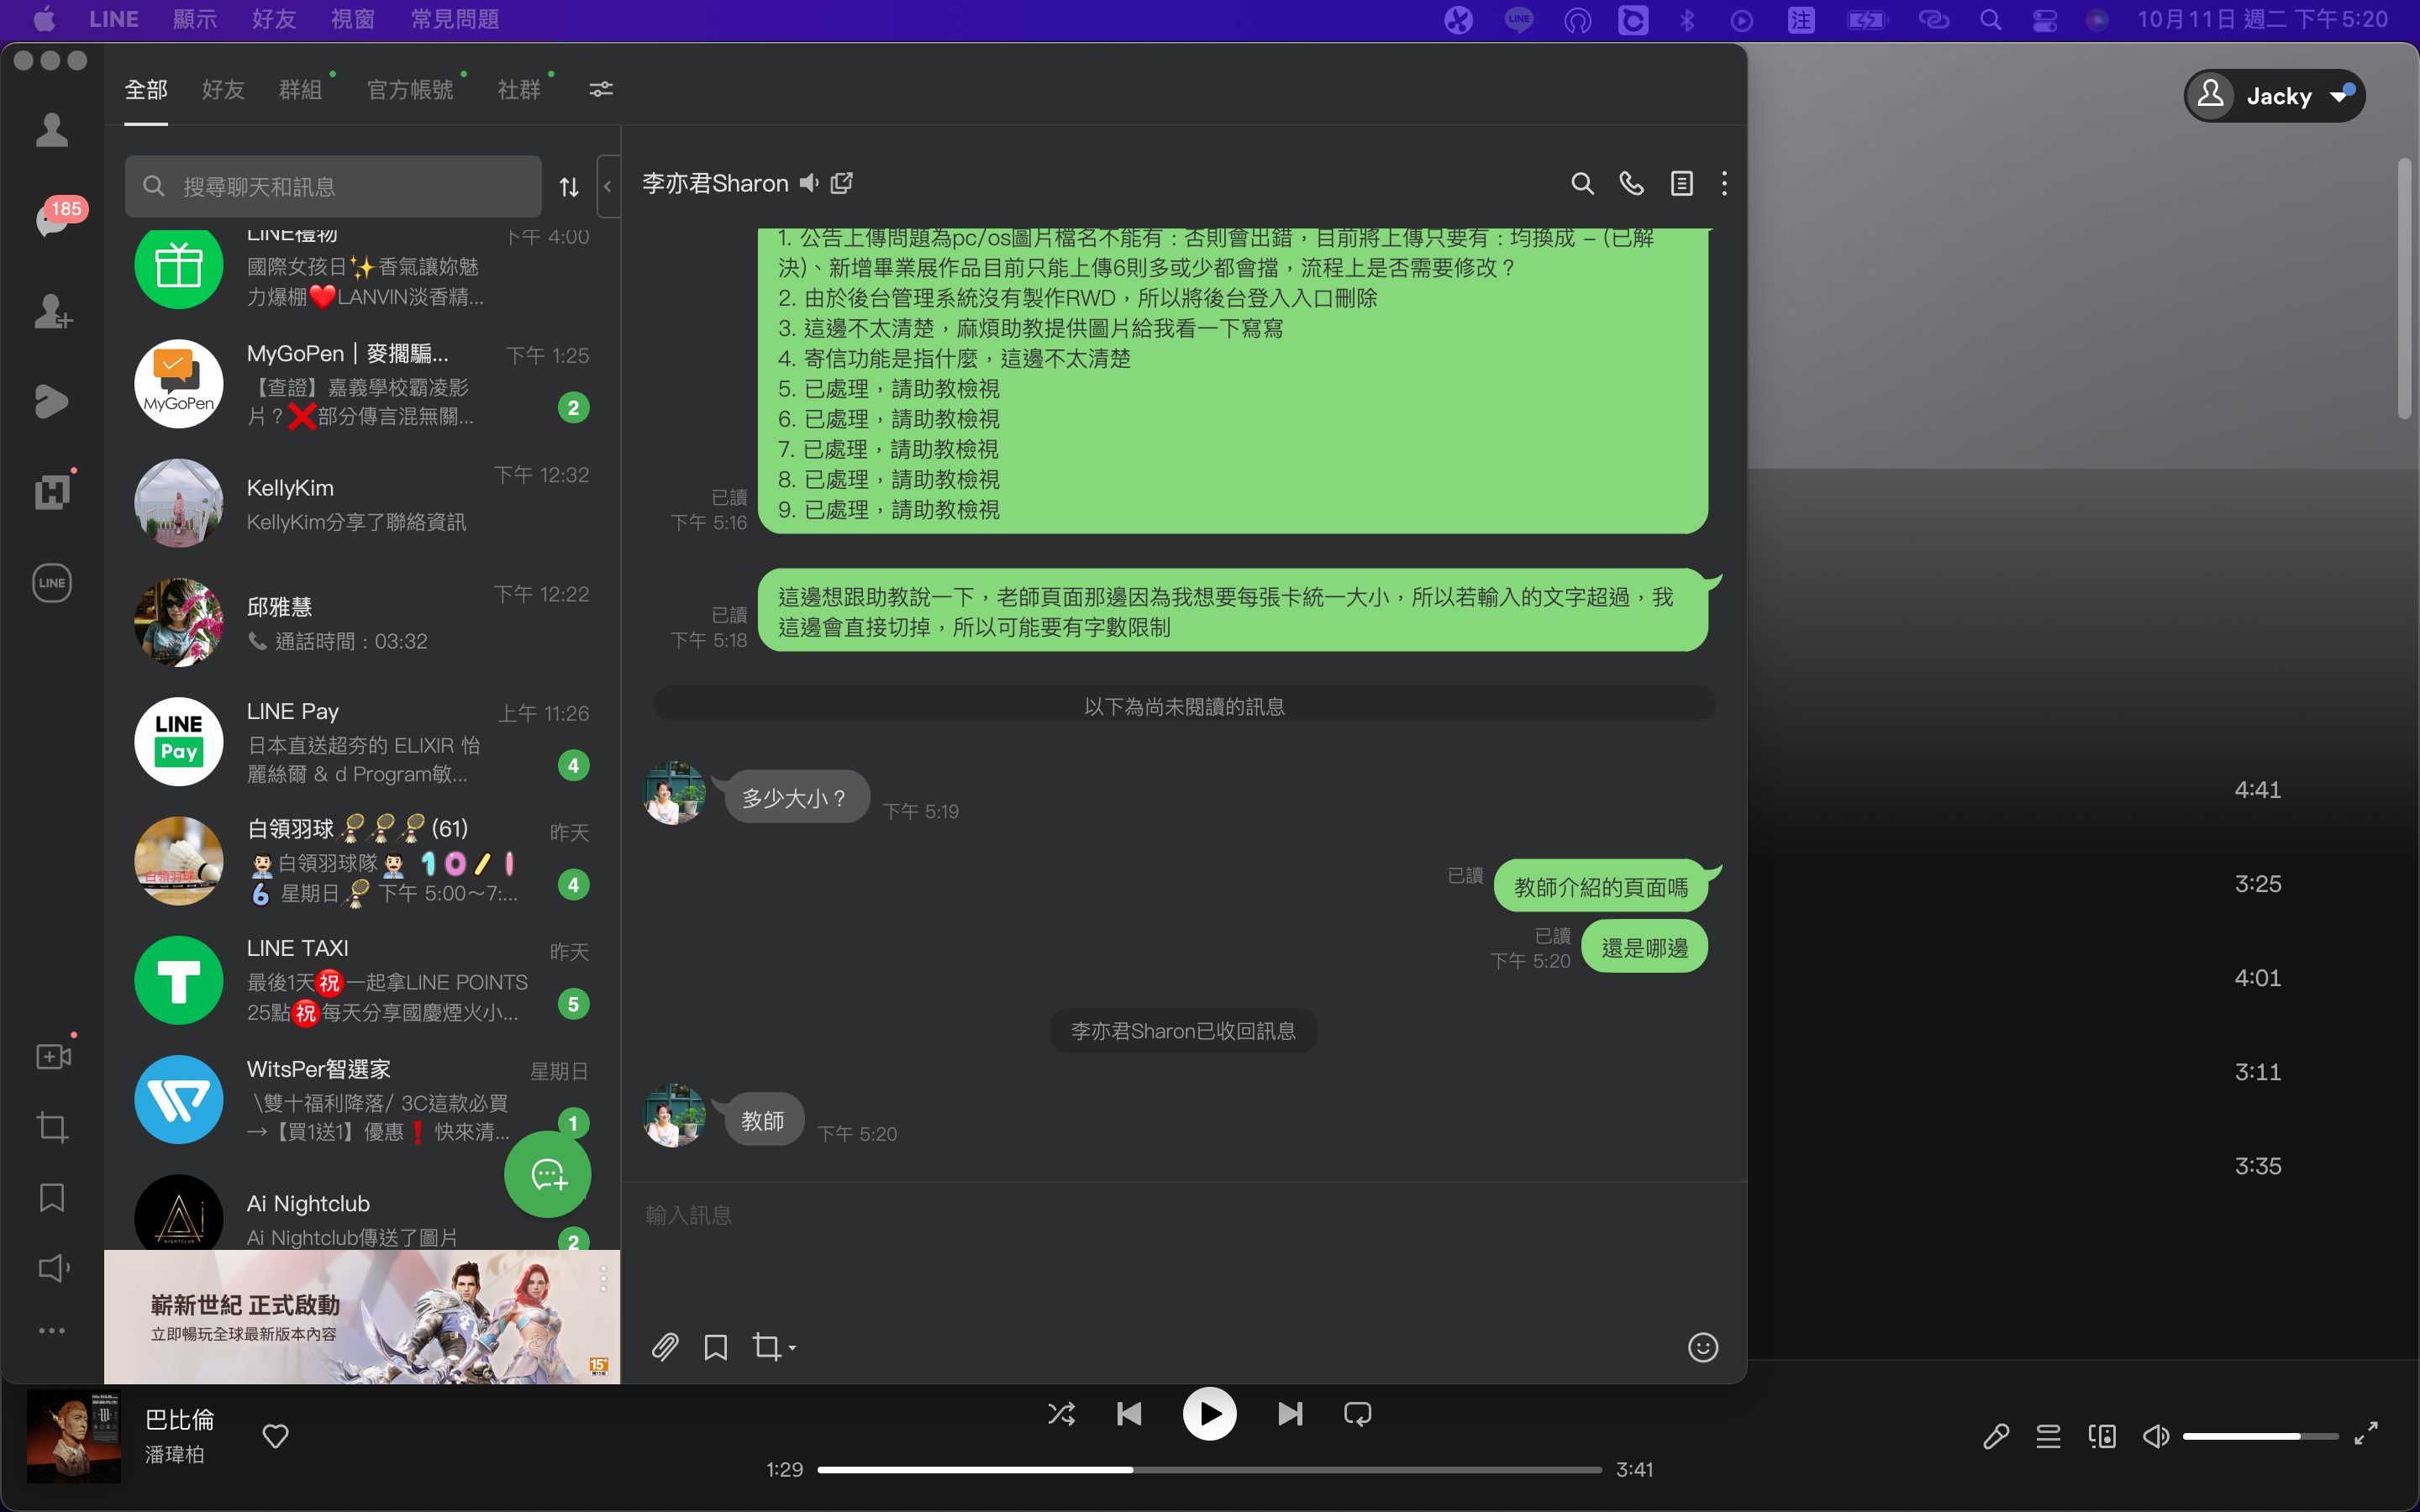 LINE 顯示 好友 視窗 常見問題
LINE 注 10月11日 週二 下午5:20
全部 好友 群組 官方帳號 社群
Jacky
185
搜尋聊天和訊息
LINE禮物 下午 4:00
國際女孩日✨香氣讓妳魅
力爆棚❤️LANVIN淡香精...
MyGoPen
MyGoPen｜麥擱騙... 下午 1:25
【查證】嘉義學校霸凌影
片？❌部分傳言混無關... 2
KellyKim 下午 12:32
KellyKim分享了聯絡資訊
邱雅慧 下午 12:22
通話時間：03:32
LINE
LINE
Pay
LINE Pay 上午 11:26
日本直送超夯的 ELIXIR 怡
麗絲爾 & d Program敏... 4
白領羽球
白領羽球🏸🏸🏸 (61) 昨天
白領羽球隊 1 0 / 1
6 星期日🏸 下午 5:00～7:... 4
T
LINE TAXI 昨天
最後1天㊗️一起拿LINE POINTS
25點㊗️每天分享國慶煙火小... 5
WitsPer智選家 星期日
\雙十福利降落/ 3C這款必買
→【買1送1】優惠❗快來清... 1
Ai
NIGHTCLUB
Ai Nightclub
Ai Nightclub傳送了圖片 2
嶄新世紀 正式啟動
立即暢玩全球最新版本內容
15+
李亦君Sharon
1. 公告上傳問題為pc/os圖片檔名不能有：否則會出錯，目前將上傳只要有：均換成 – (已解
決)、新增畢業展作品目前只能上傳6則多或少都會擋，流程上是否需要修改？
2. 由於後台管理系統沒有製作RWD，所以將後台登入入口刪除
3. 這邊不太清楚，麻煩助教提供圖片給我看一下寫寫
4. 寄信功能是指什麼，這邊不太清楚
5. 已處理，請助教檢視
6. 已處理，請助教檢視
7. 已處理，請助教檢視
8. 已處理，請助教檢視
9. 已處理，請助教檢視
已讀
下午 5:16
這邊想跟助教說一下，老師頁面那邊因為我想要每張卡統一大小，所以若輸入的文字超過，我
這邊會直接切掉，所以可能要有字數限制
已讀
下午 5:18
以下為尚未閱讀的訊息
多少大小？ 下午 5:19
已讀 教師介紹的頁面嗎
已讀
下午 5:20 還是哪邊
李亦君Sharon已收回訊息
教師 下午 5:20
輸入訊息
4:41
3:25
4:01
3:11
3:35
巴比倫
潘瑋柏
1:29 3:41